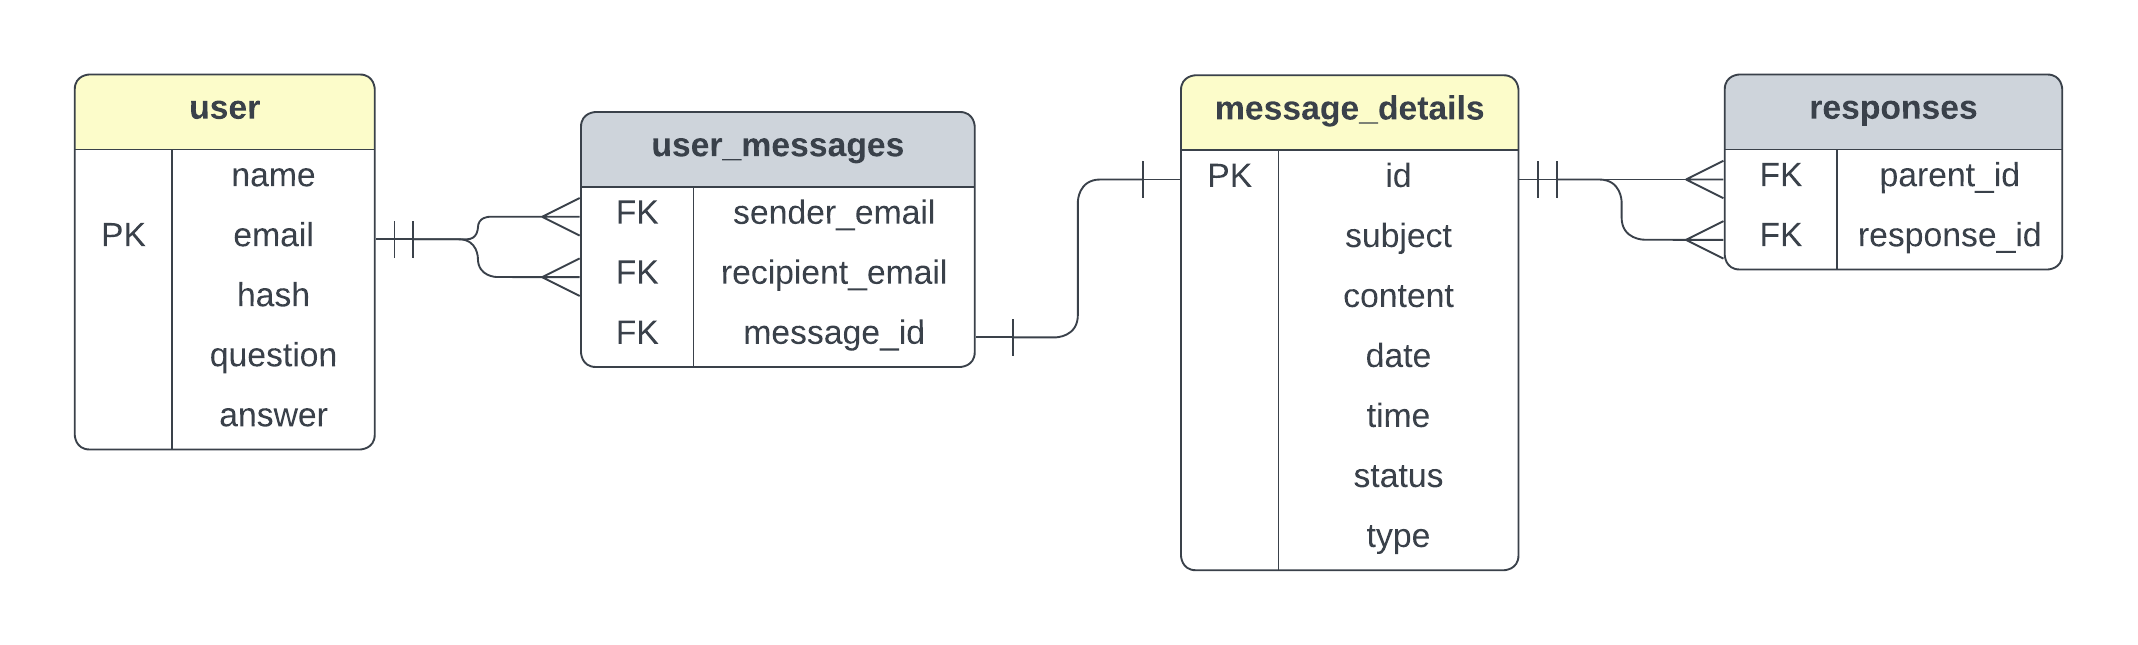 user
name
PK email
hash
question
answer
user_messages
FK sender_email
FK recipient_email
FK message_id
message_details
PK id
subject
content
date
time
status
type
responses
FK parent_id
FK response_id